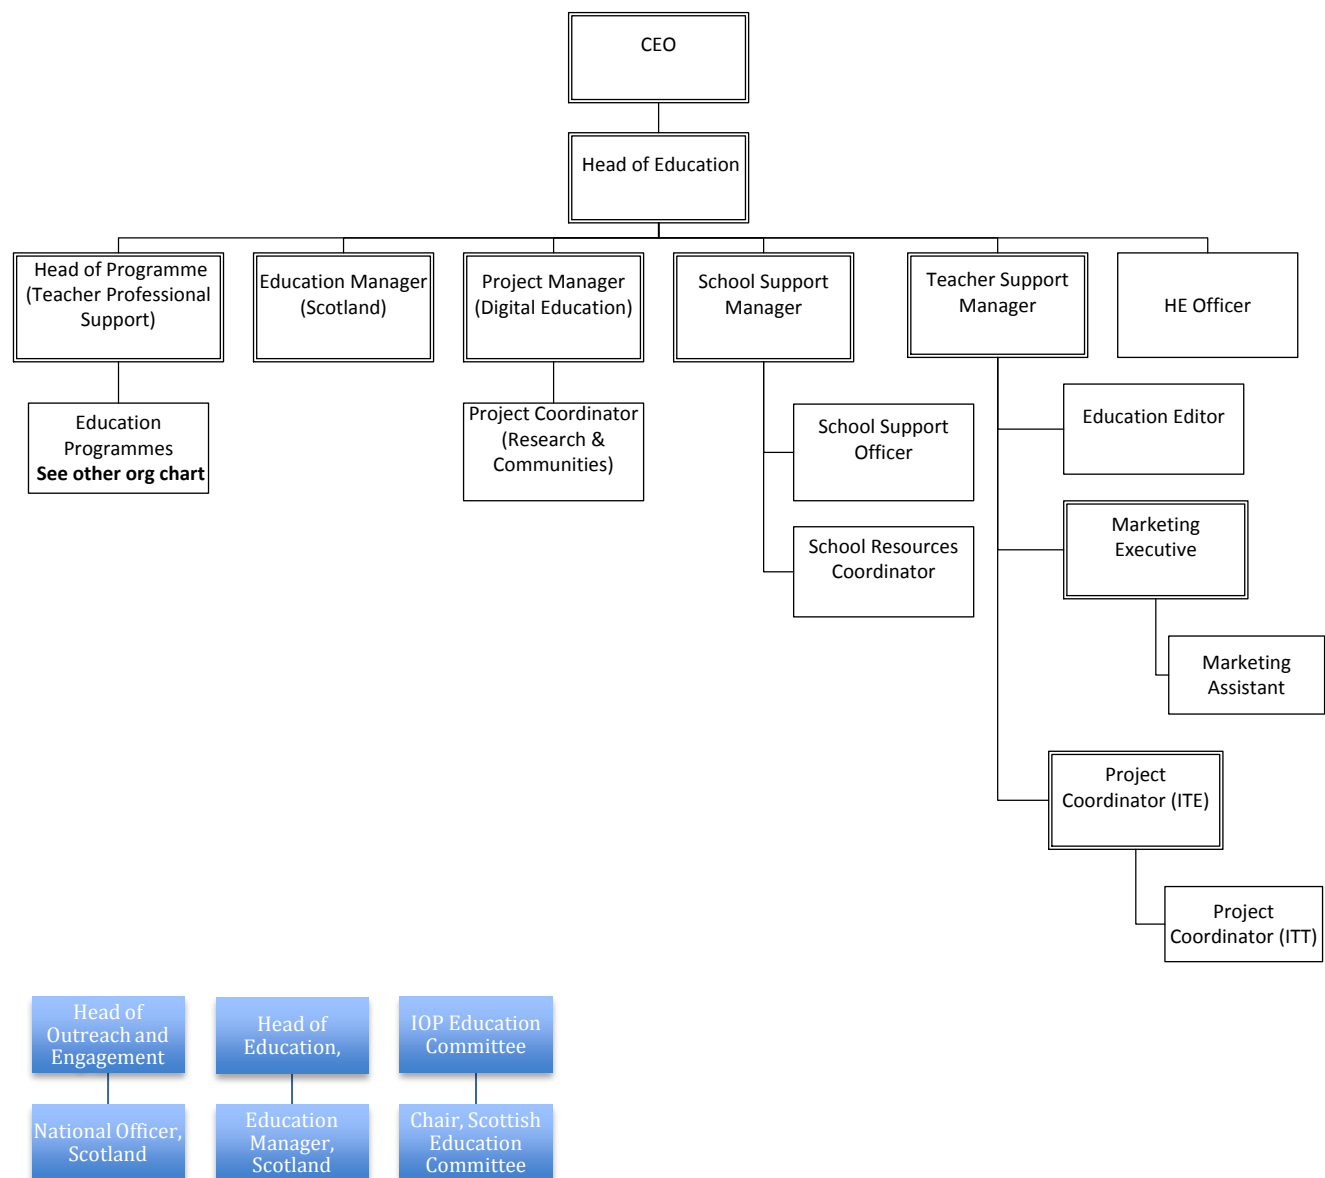 CEO
Head of Education
Head of Programme
(Teacher Professional
Support)
Education Manager
(Scotland)
Project Manager
(Digital Education)
School Support
Manager
Teacher Support
Manager
HE Officer
Education
Programmes
See other org chart
Project Coordinator
(Research &
Communities)
School Support
Officer
Education Editor
School Resources
Coordinator
Marketing
Executive
Marketing
Assistant
Project
Coordinator (ITE)
Project
Coordinator (ITT)
Head of
Outreach and
Engagement
Head of
Education,
IOP Education
Committee
National Officer,
Scotland
Education
Manager,
Scotland
Chair, Scottish
Education
Committee